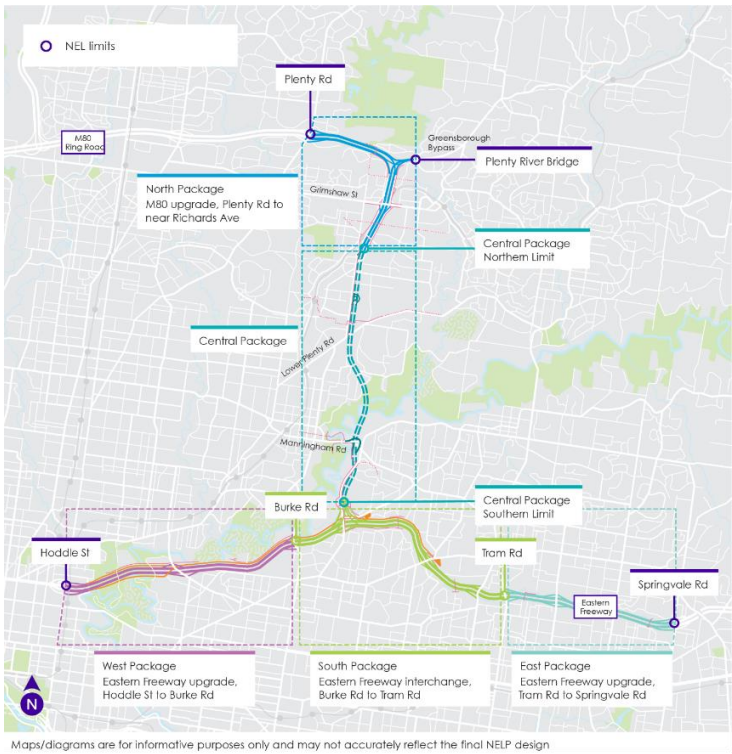 NEL limits
Plenty Rd
M80
Ring Road
Greensborough
Bypass
Plenty River Bridge
North Package
M80 upgrade, Plenty Rd to
near Richards Ave
Grimshaw St
Central Package
Northern Limit
Central Package
Lower Plenty Rd
Manningham Rd
Burke Rd
Central Package
Southern Limit
Hoddle St
Tram Rd
Springvale Rd
Eastern
Freeway
West Package
Eastern Freeway upgrade,
Hoddle St to Burke Rd
South Package
Eastern Freeway interchange,
Burke Rd to Tram Rd
East Package
Eastern Freeway upgrade,
Tram Rd to Springvale Rd
N
Maps/diagrams are for informative purposes only and may not accurately reflect the final NELP design